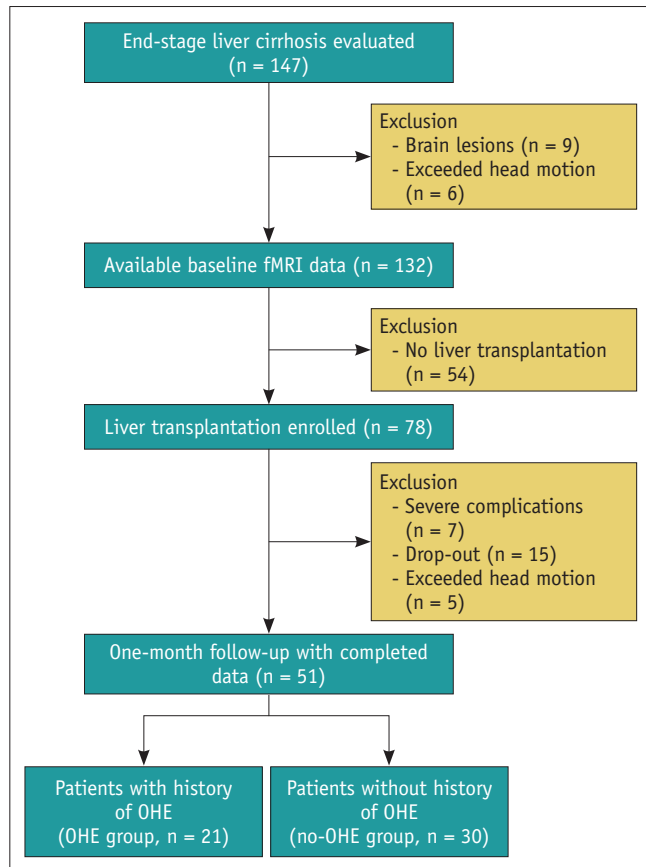 End-stage liver cirrhosis evaluated
(n = 147)
Exclusion
- Brain lesions (n = 9)
- Exceeded head motion
(n = 6)
Available baseline fMRI data (n = 132)
Exclusion
- No liver transplantation
(n = 54)
Liver transplantation enrolled (n = 78)
Exclusion
- Severe complications
(n = 7)
- Drop-out (n = 15)
- Exceeded head motion
(n = 5)
One-month follow-up with completed
data (n = 51)
Patients with history
of OHE
(OHE group, n = 21)
Patients without history
of OHE
(no-OHE group, n = 30)